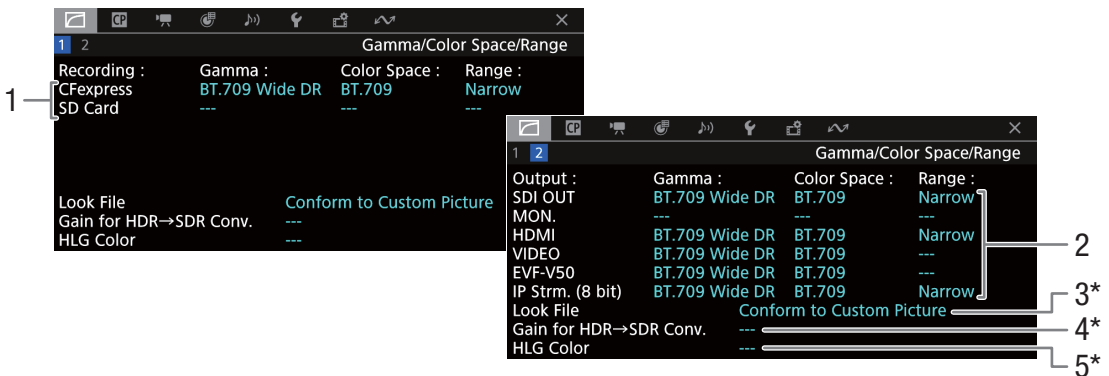 CP
1 2 Gamma/Color Space/Range
Recording : Gamma : Color Space : Range :
CFexpress BT.709 Wide DR BT.709 Narrow
SD Card --- --- ---
Look File Conform to Custom Picture
Gain for HDR→SDR Conv. ---
HLG Color ---
1
CP
1 2 Gamma/Color Space/Range
Output : Gamma : Color Space : Range :
SDI OUT BT.709 Wide DR BT.709 Narrow
MON. --- --- ---
HDMI BT.709 Wide DR BT.709 Narrow
VIDEO BT.709 Wide DR BT.709 ---
EVF-V50 BT.709 Wide DR BT.709 ---
IP Strm. (8 bit) BT.709 Wide DR BT.709 Narrow
Look File Conform to Custom Picture
Gain for HDR→SDR Conv. ---
HLG Color ---
2
3*
4*
5*